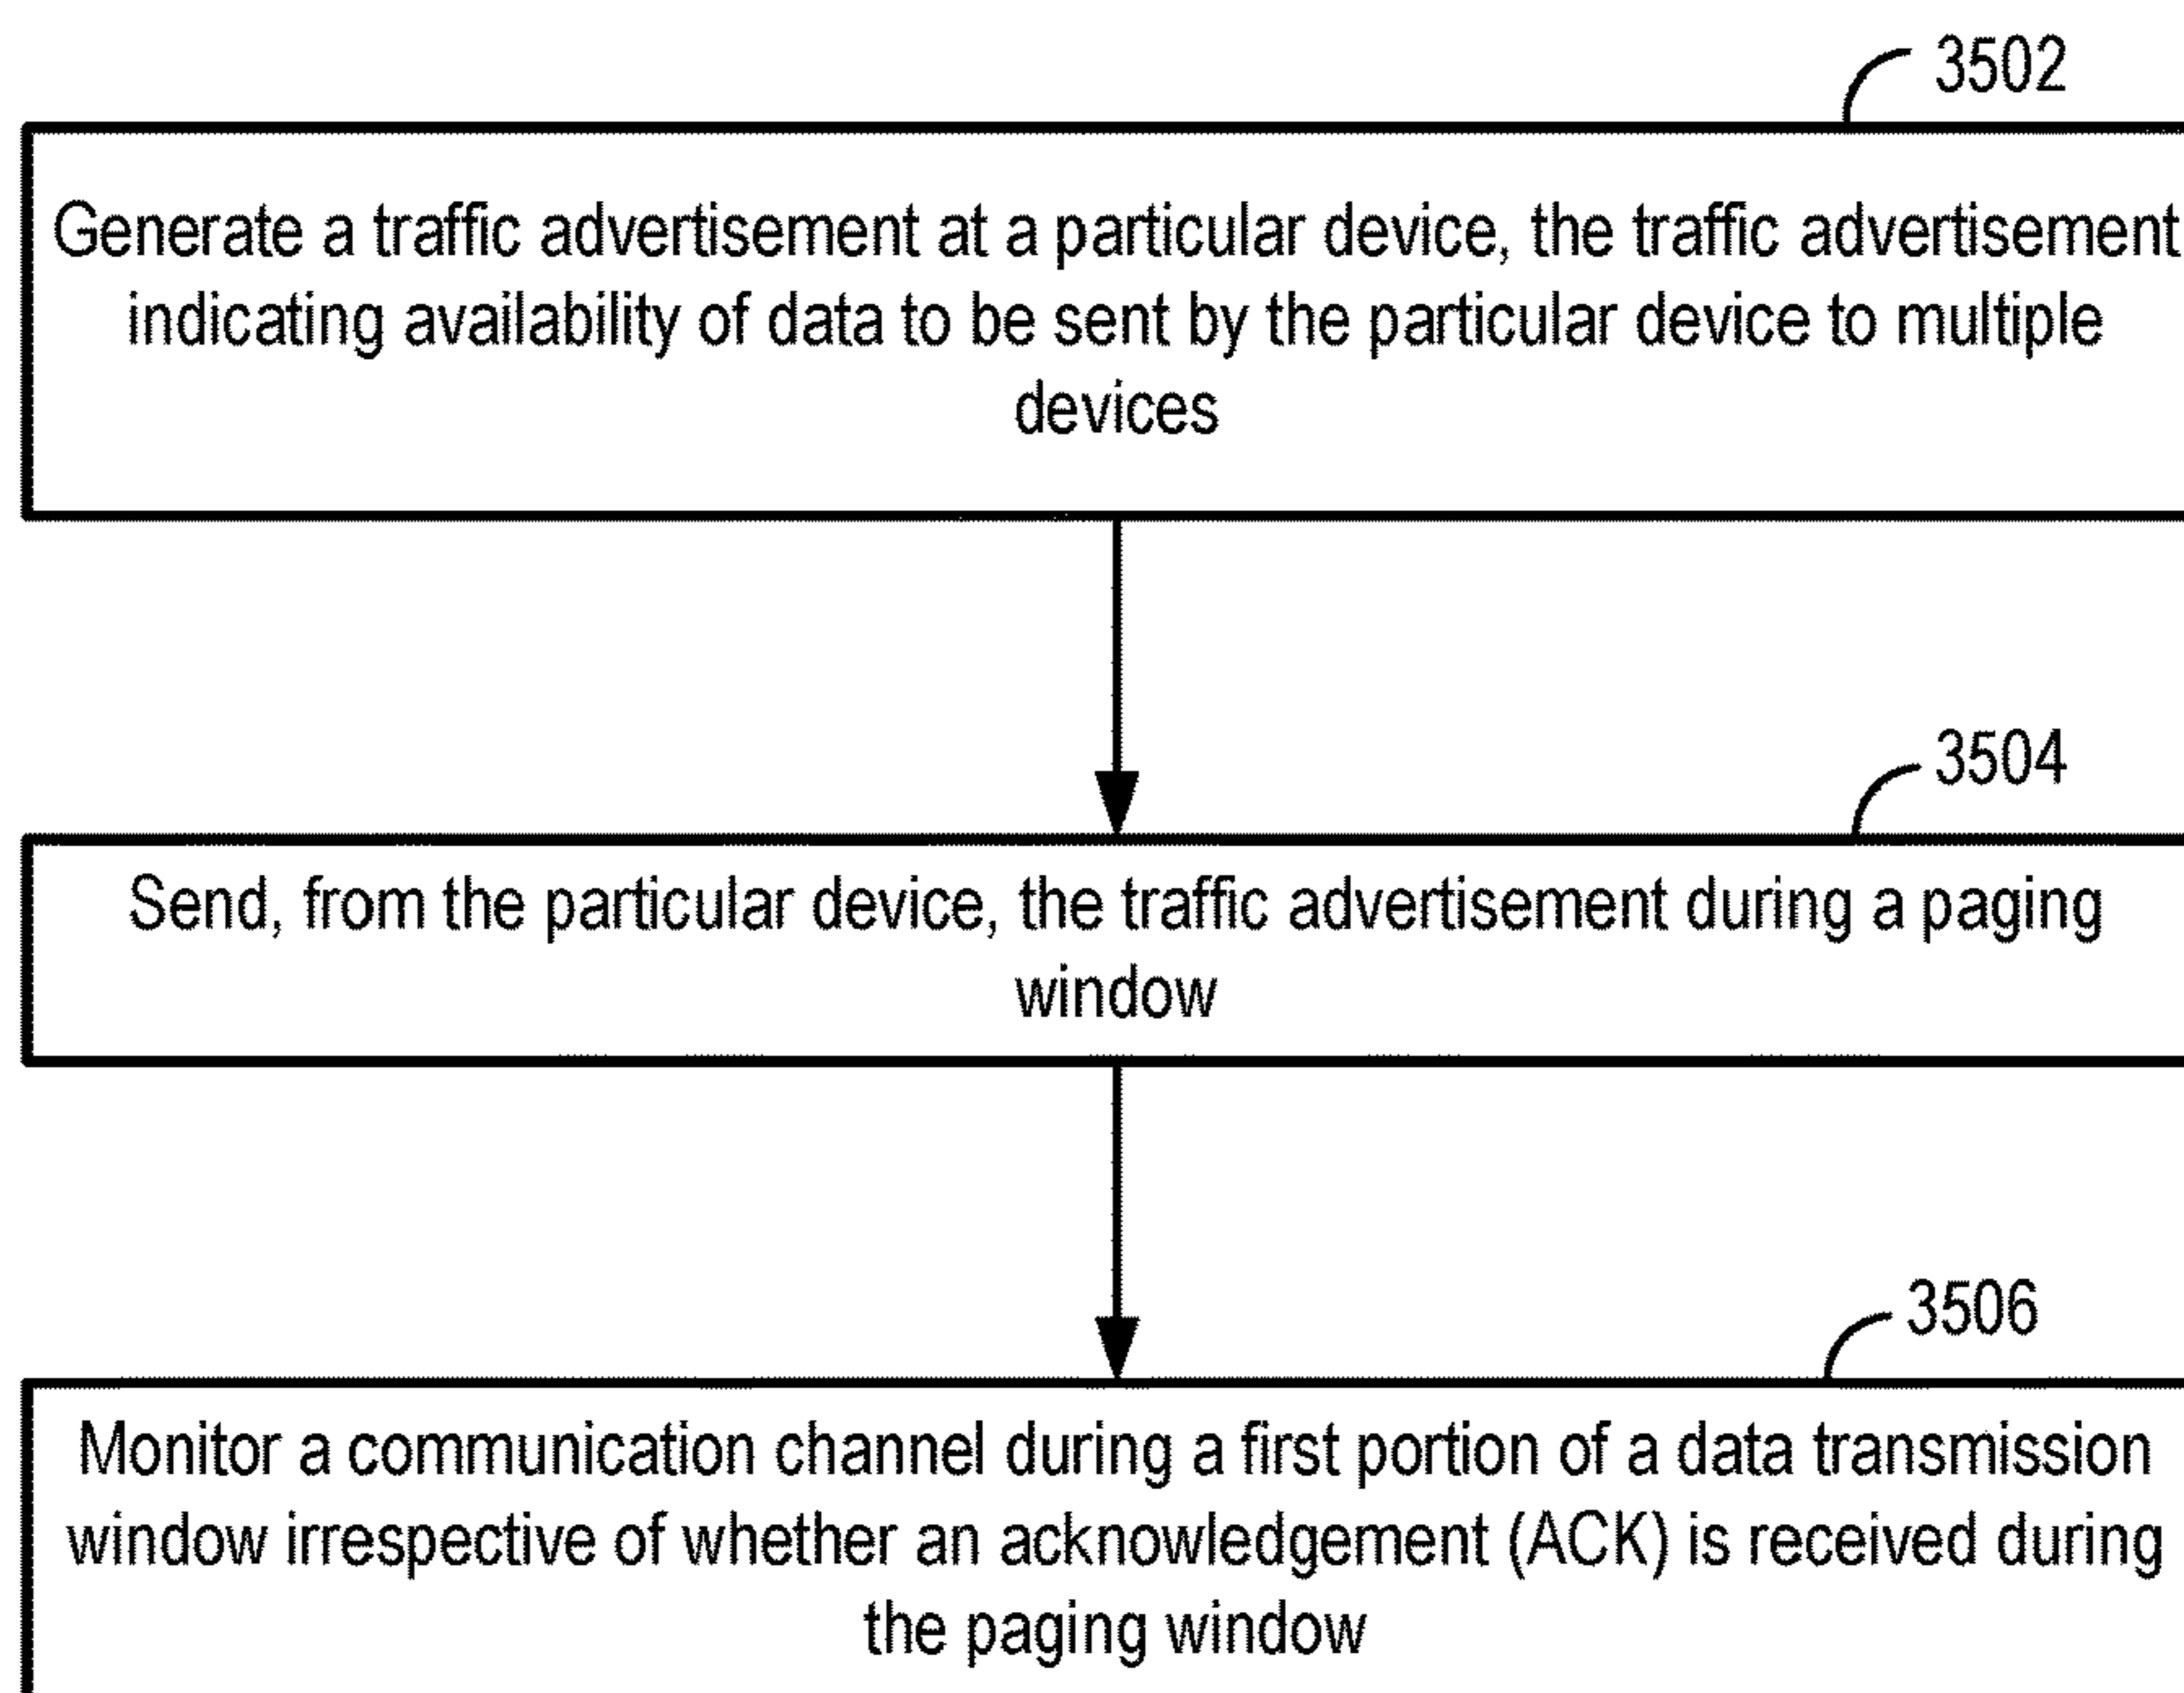 3502
Generate a traffic advertisement at a particular device, the traffic advertisement
indicating availability of data to be sent by the particular device to multiple
devices
3504
Send, from the particular device, the traffic advertisement during a paging
window
3506
Monitor a communication channel during a first portion of a data transmission
window irrespective of whether an acknowledgement (ACK) is received during
the paging window